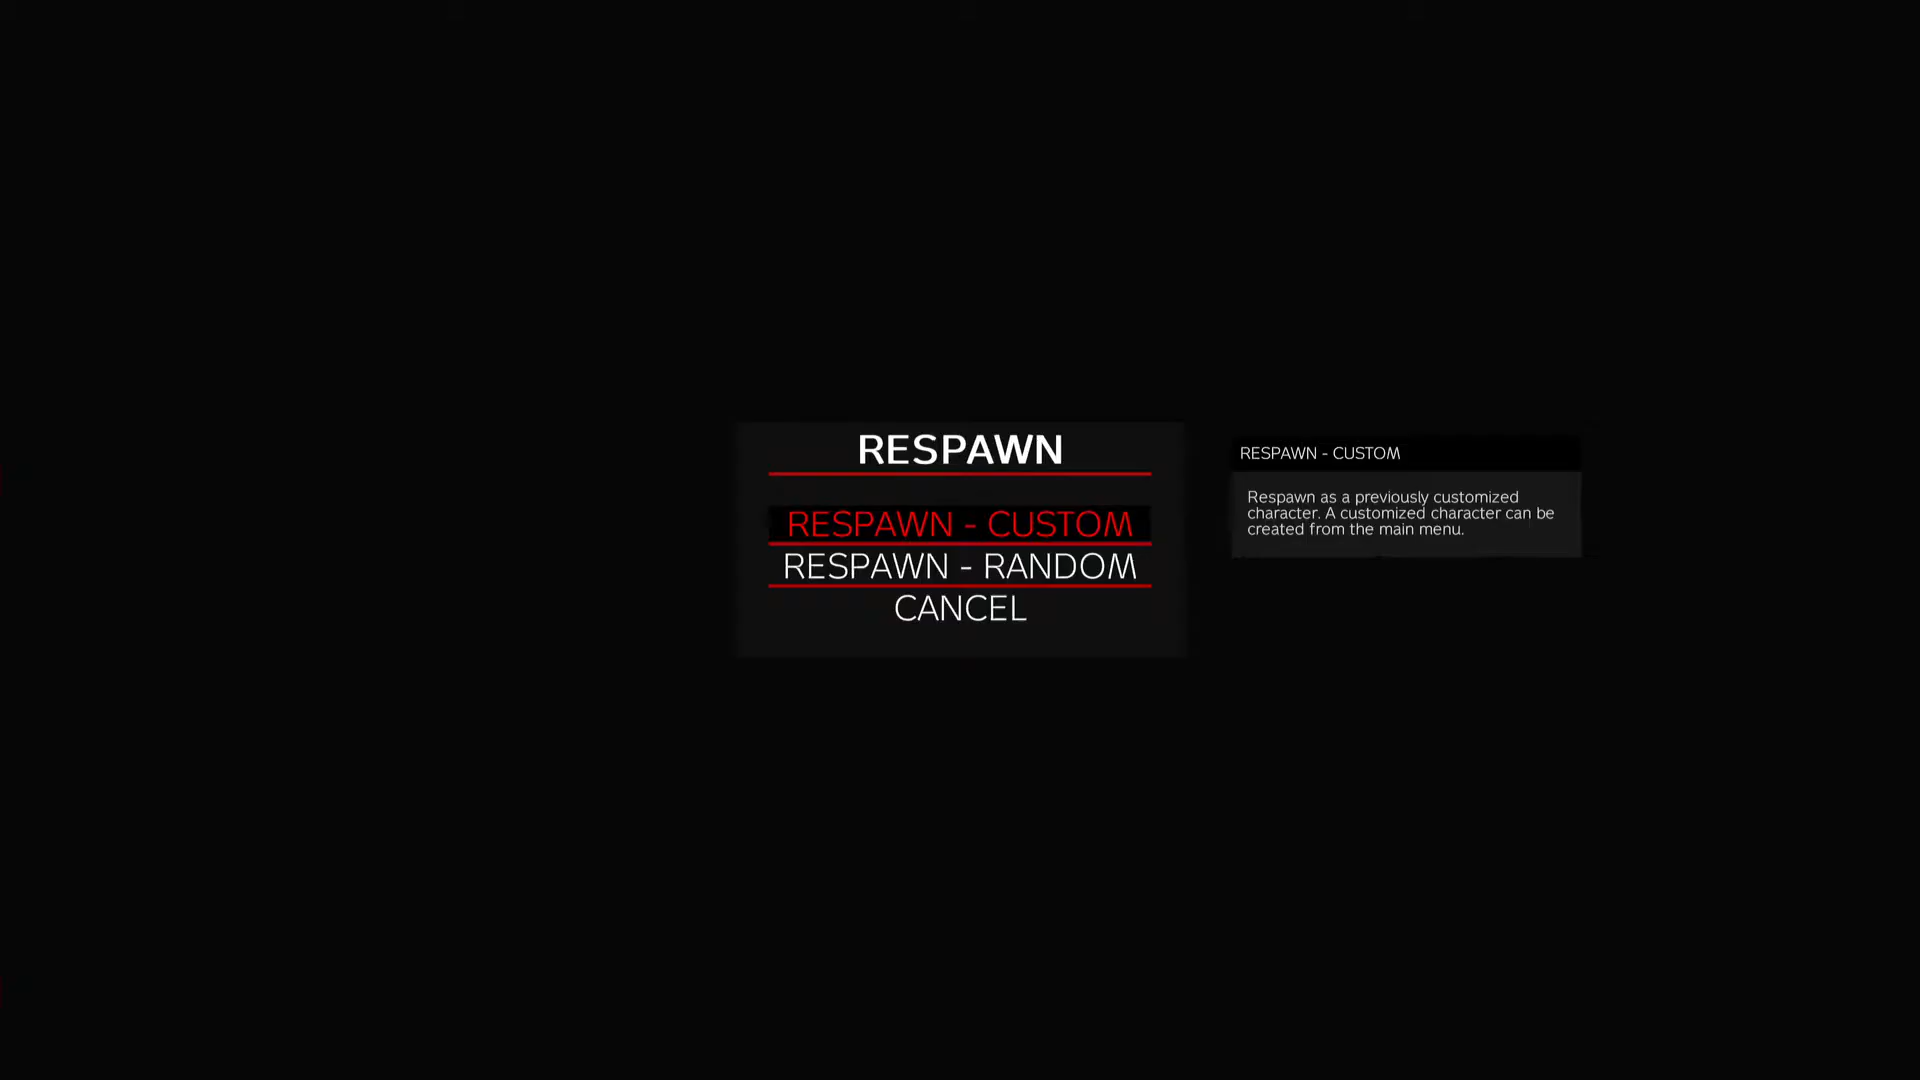 RESPAWN
RESPAWN - CUSTOM
RESPAWN - RANDOM
CANCEL
RESPAWN - CUSTOM
Respawn as a previously customized
character. A customized character can be
created from the main menu.